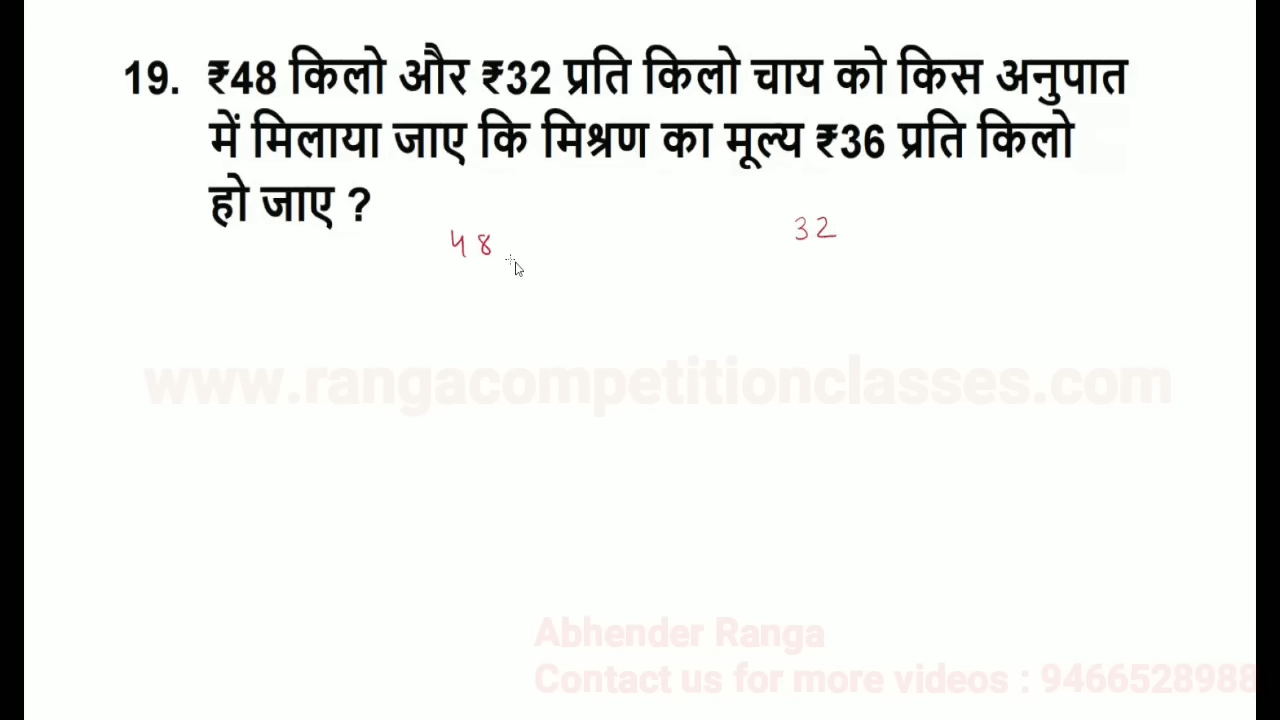 19. ₹48 किलो और ₹32 प्रति किलो चाय को किस अनुपात
में मिलाया जाए कि मिश्रण का मूल्य ₹36 प्रति किलो
हो जाए ?
48 32
www.rangacompetitionclasses.com
Abhender Ranga
Contact us for more videos : 9466528988